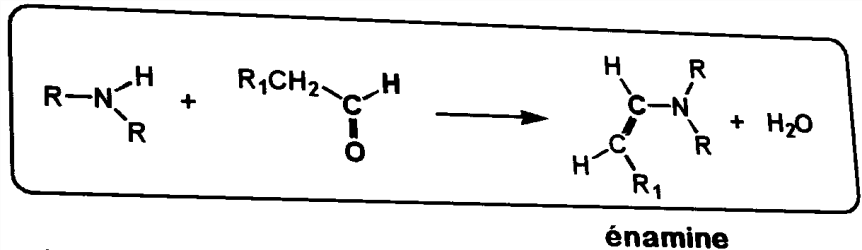 R—N(H)(R) + R₁CH₂—C(H)=O → H(C)(N(R)(R))=C(H)(R₁) + H₂O
énamine